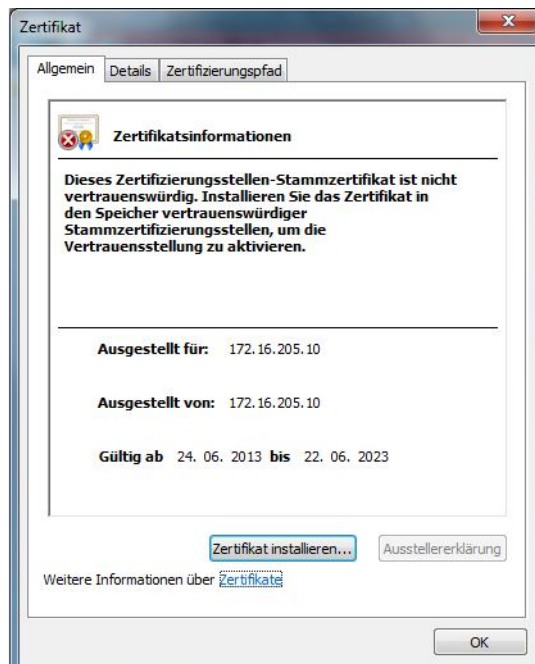 Zertifikat
Allgemein Details Zertifizierungspfad
Zertifikatsinformationen
Dieses Zertifizierungsstellen-Stammzertifikat ist nicht
vertrauenswürdig. Installieren Sie das Zertifikat in
den Speicher vertrauenswürdiger
Stammzertifizierungsstellen, um die
Vertrauensstellung zu aktivieren.
Ausgestellt für: 172.16.205.10
Ausgestellt von: 172.16.205.10
Gültig ab 24. 06. 2013 bis 22. 06. 2023
Zertifikat installieren... Ausstellererklärung
Weitere Informationen über Zertifikate
OK